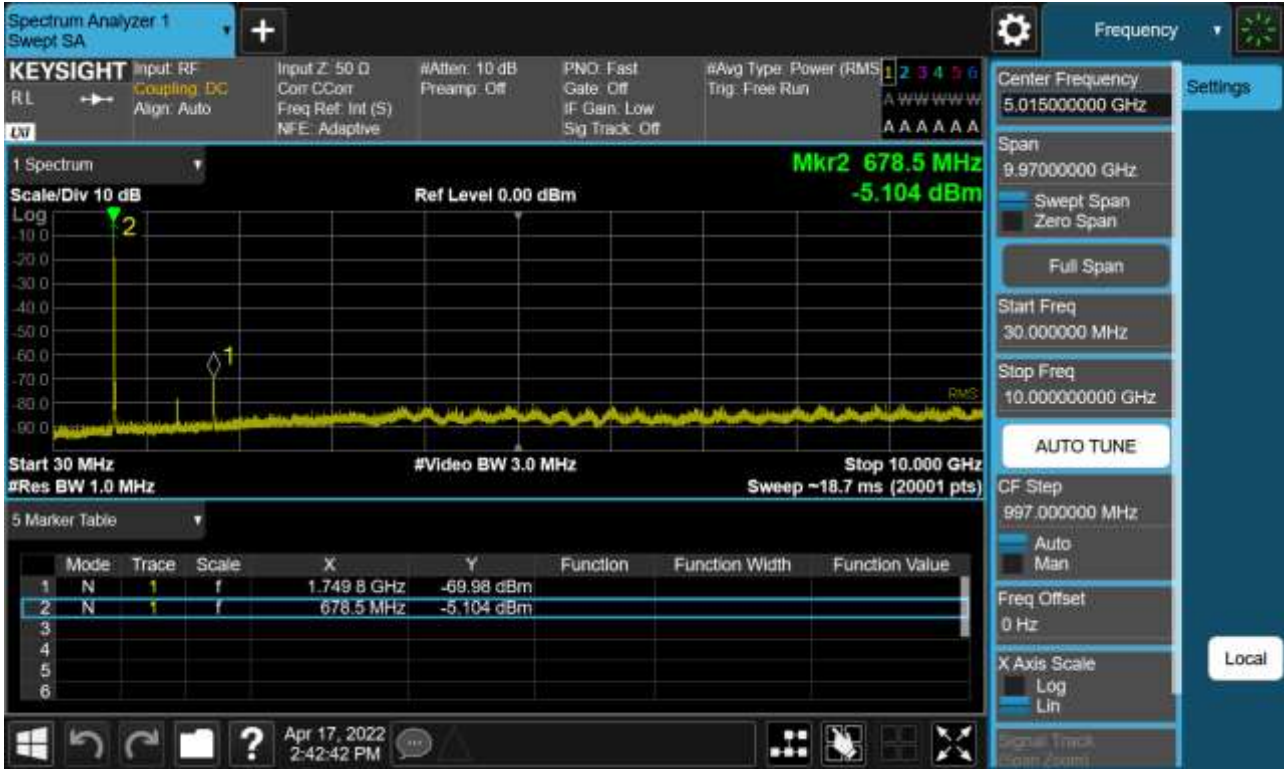 Spectrum Analyzer 1
Swept SA
+
Frequency
KEYSIGHT
RL
LXI
Input: RF
Coupling: DC
Align: Auto
Input Z: 50 Ω
Corr CCorr
Freq Ref: Int (S)
NFE: Adaptive
#Atten: 10 dB
Preamp: Off
PNO: Fast
Gate: Off
IF Gain: Low
Sig Track: Off
#Avg Type: Power (RMS
Trig: Free Run
1 2 3 4 5 6
A W W W W W
A A A A A A
Center Frequency
5.015000000 GHz
Settings
1 Spectrum
Mkr2 678.5 MHz
Scale/Div 10 dB
Ref Level 0.00 dBm
-5.104 dBm
Log
-10.0
-20.0
-30.0
-40.0
-50.0
-60.0
-70.0
-80.0
-90.0
2
1
RMS
Start 30 MHz
#Video BW 3.0 MHz
Stop 10.000 GHz
#Res BW 1.0 MHz
Sweep ~18.7 ms (20001 pts)
5 Marker Table
Mode Trace Scale X Y Function Function Width Function Value
1 N 1 f 1.749 8 GHz -69.98 dBm
2 N 1 f 678.5 MHz -5.104 dBm
3
4
5
6
Span
9.97000000 GHz
Swept Span
Zero Span
Full Span
Start Freq
30.000000 MHz
Stop Freq
10.000000000 GHz
AUTO TUNE
CF Step
997.000000 MHz
Auto
Man
Freq Offset
0 Hz
X Axis Scale
Log
Lin
Signal Track
(Span Zoom)
Local
?
Apr 17, 2022
2:42:42 PM